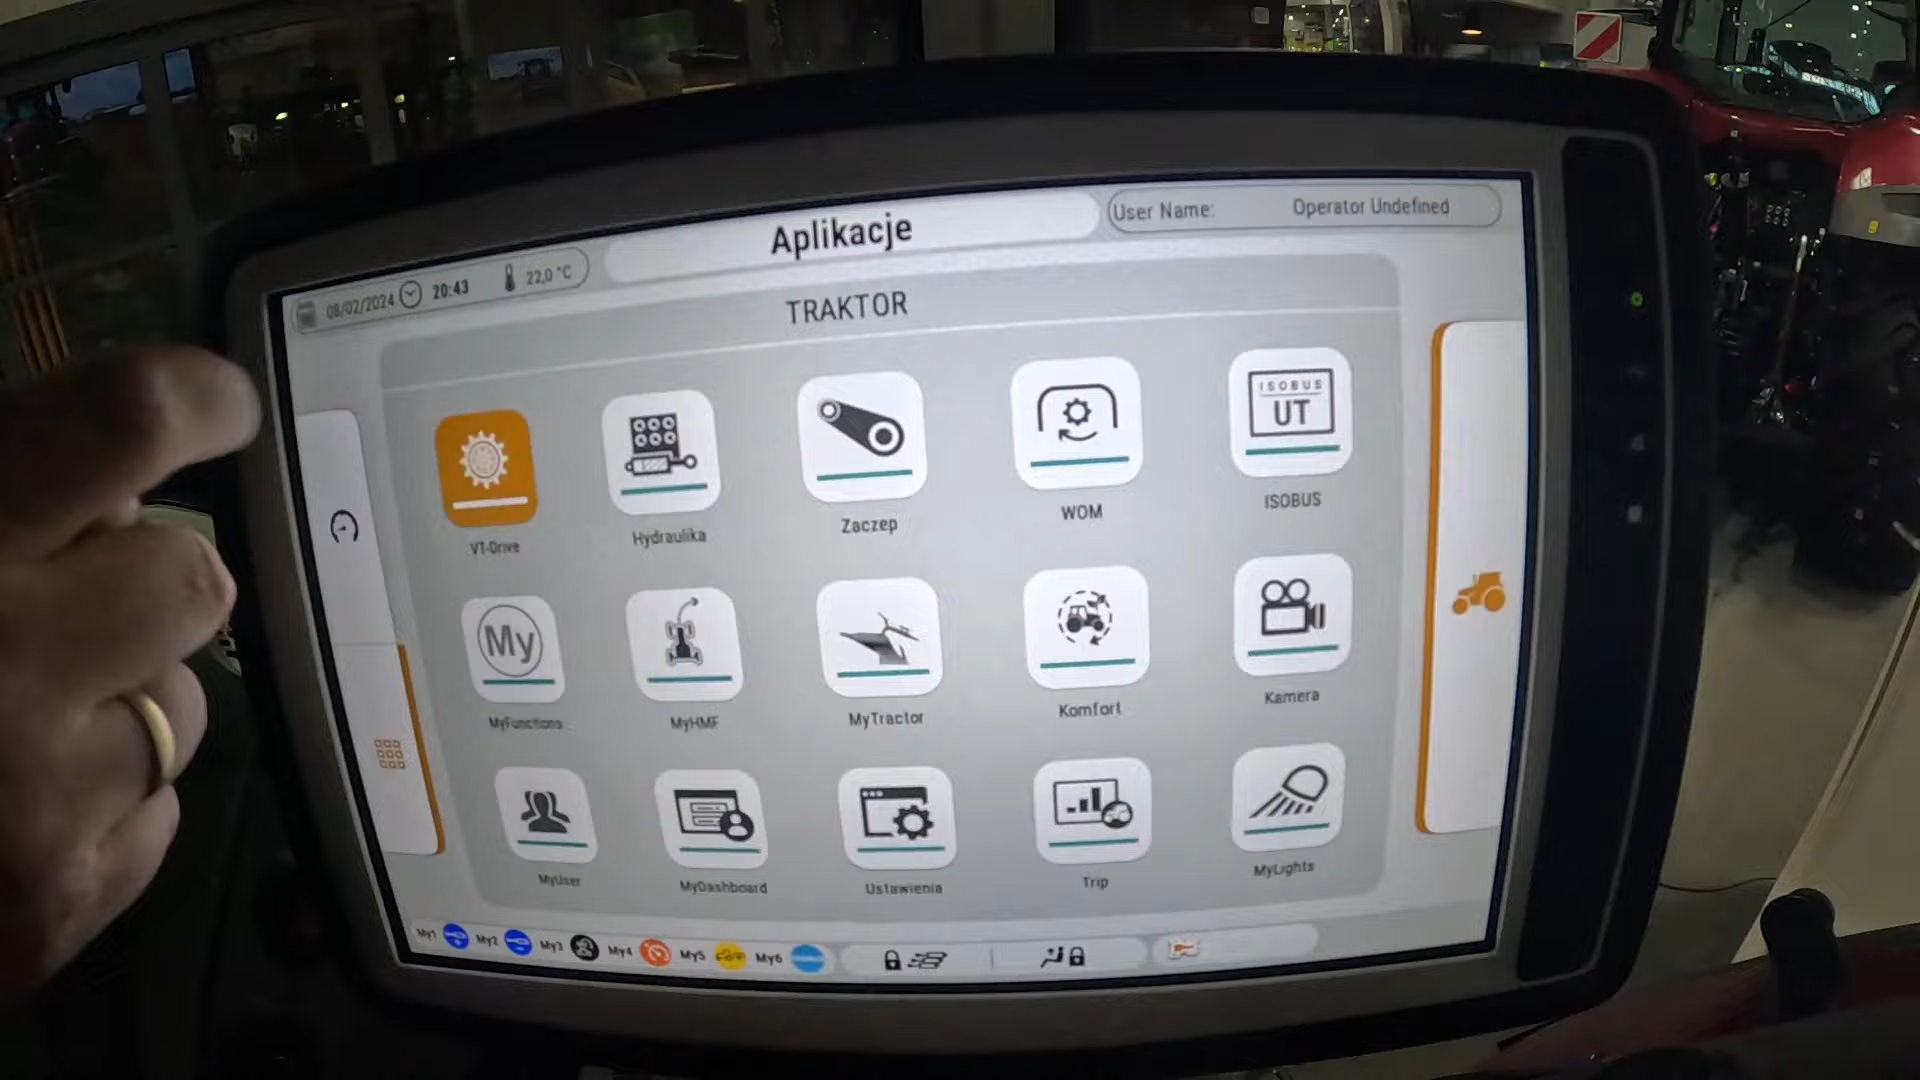 Aplikacje
User Name: Operator Undefined
08/02/2024 20:43 22,0 °C
TRAKTOR
ISOBUS
UT
VT-Drive Hydraulika Zaczep WOM ISOBUS
My
MyFunctions MyHMF MyTractor Komfort Kamera
MyUser MyDashboard Ustawienia Trip MyLights
My1 My2 My3 My4 My5 My6